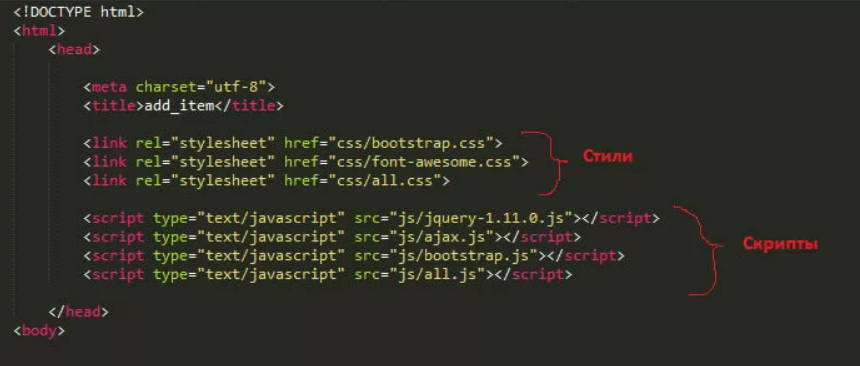 <!DOCTYPE html>
<html>
<head>
<meta charset="utf-8">
<title>add_item</title>
<link rel="stylesheet" href="css/bootstrap.css">
<link rel="stylesheet" href="css/font-awesome.css">
<link rel="stylesheet" href="css/all.css">
Стили
<script type="text/javascript" src="js/jquery-1.11.0.js"></script>
<script type="text/javascript" src="js/ajax.js"></script>
<script type="text/javascript" src="js/bootstrap.js"></script>
<script type="text/javascript" src="js/all.js"></script>
Скрипты
</head>
<body>